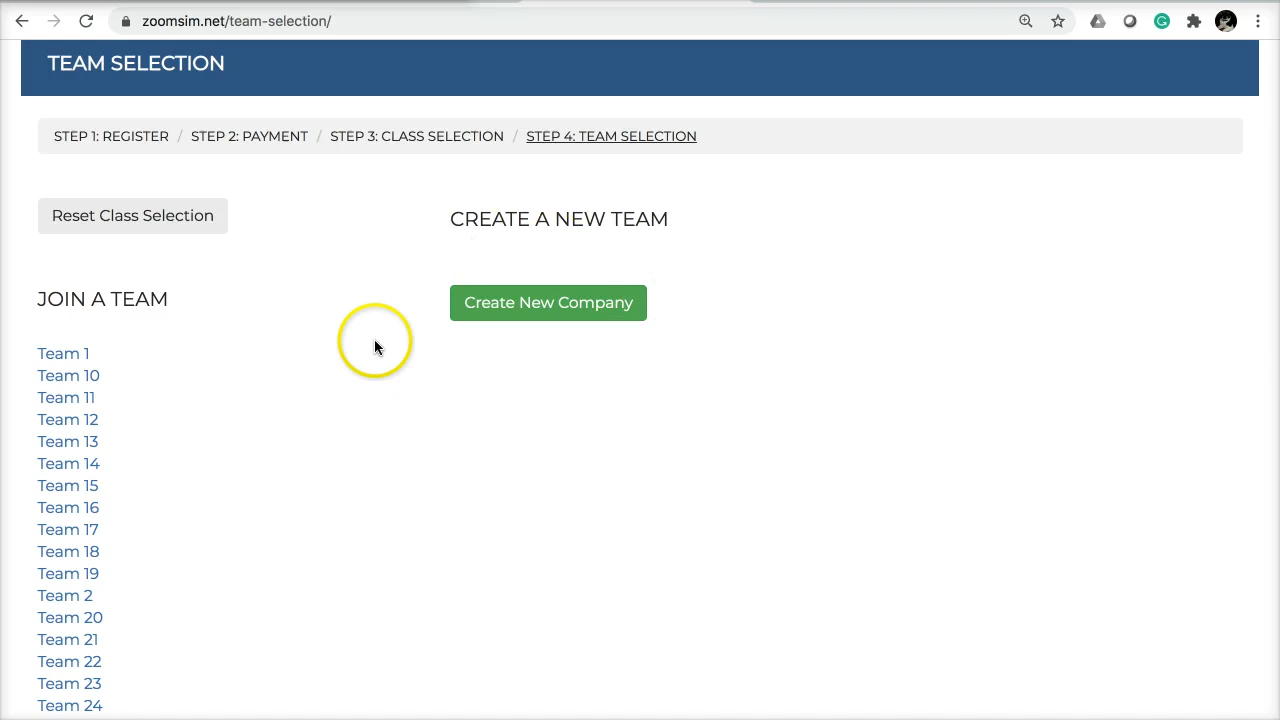 zoomsim.net/team-selection/
TEAM SELECTION
STEP 1: REGISTER / STEP 2: PAYMENT / STEP 3: CLASS SELECTION / STEP 4: TEAM SELECTION
Reset Class Selection
CREATE A NEW TEAM
Create New Company
JOIN A TEAM
Team 1
Team 10
Team 11
Team 12
Team 13
Team 14
Team 15
Team 16
Team 17
Team 18
Team 19
Team 2
Team 20
Team 21
Team 22
Team 23
Team 24